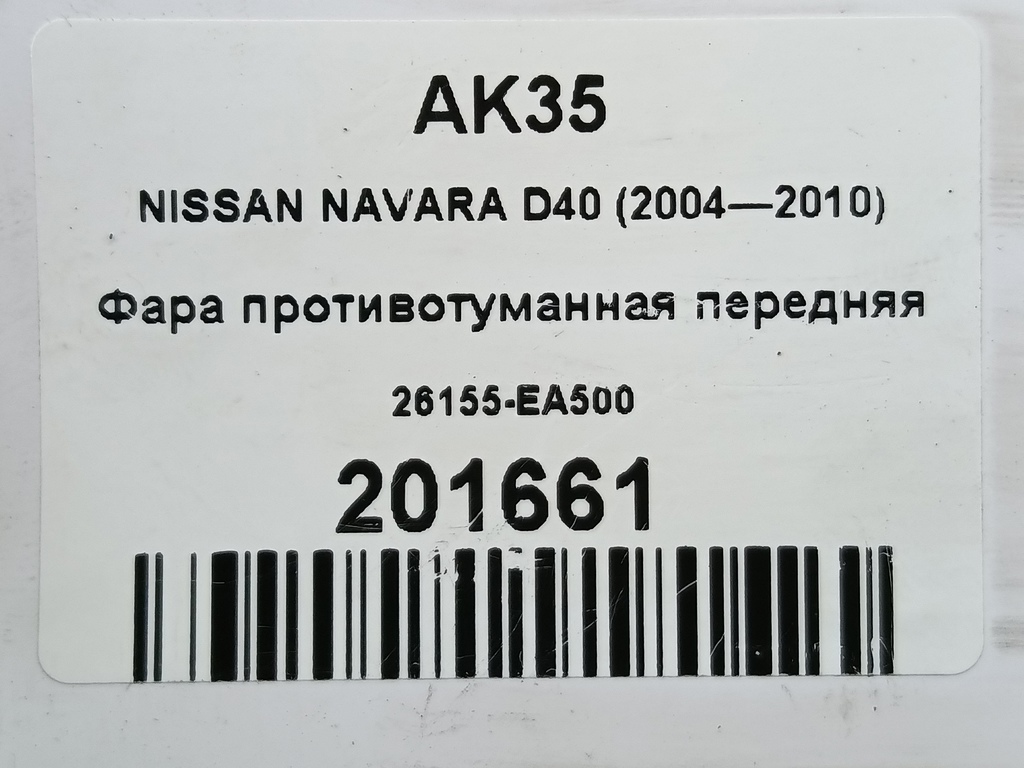 AK35
NISSAN NAVARA D40 (2004—2010)
Фара противотуманная передняя
26155-EA500
201661